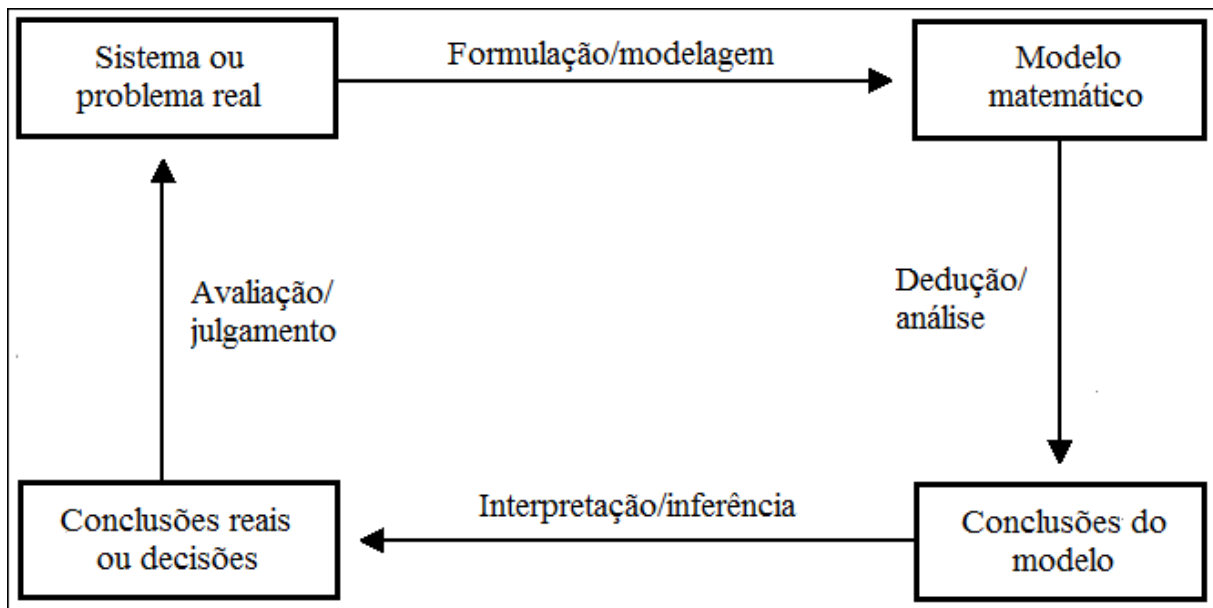 Sistema ou
problema real
Formulação/modelagem
Modelo
matemático
Avaliação/
julgamento
Dedução/
análise
Conclusões reais
ou decisões
Interpretação/inferência
Conclusões do
modelo